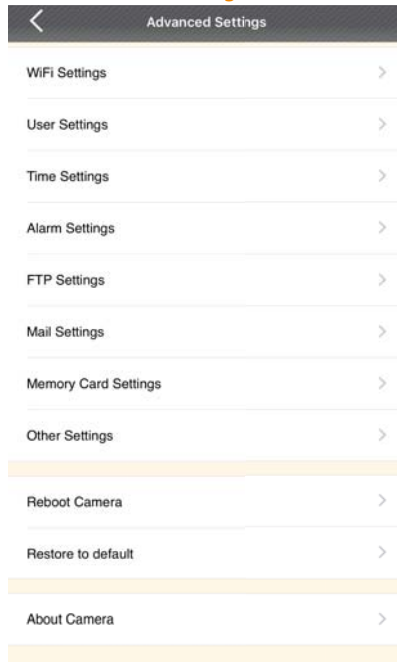 Advanced Settings
WiFi Settings
User Settings
Time Settings
Alarm Settings
FTP Settings
Mail Settings
Memory Card Settings
Other Settings
Reboot Camera
Restore to default
About Camera